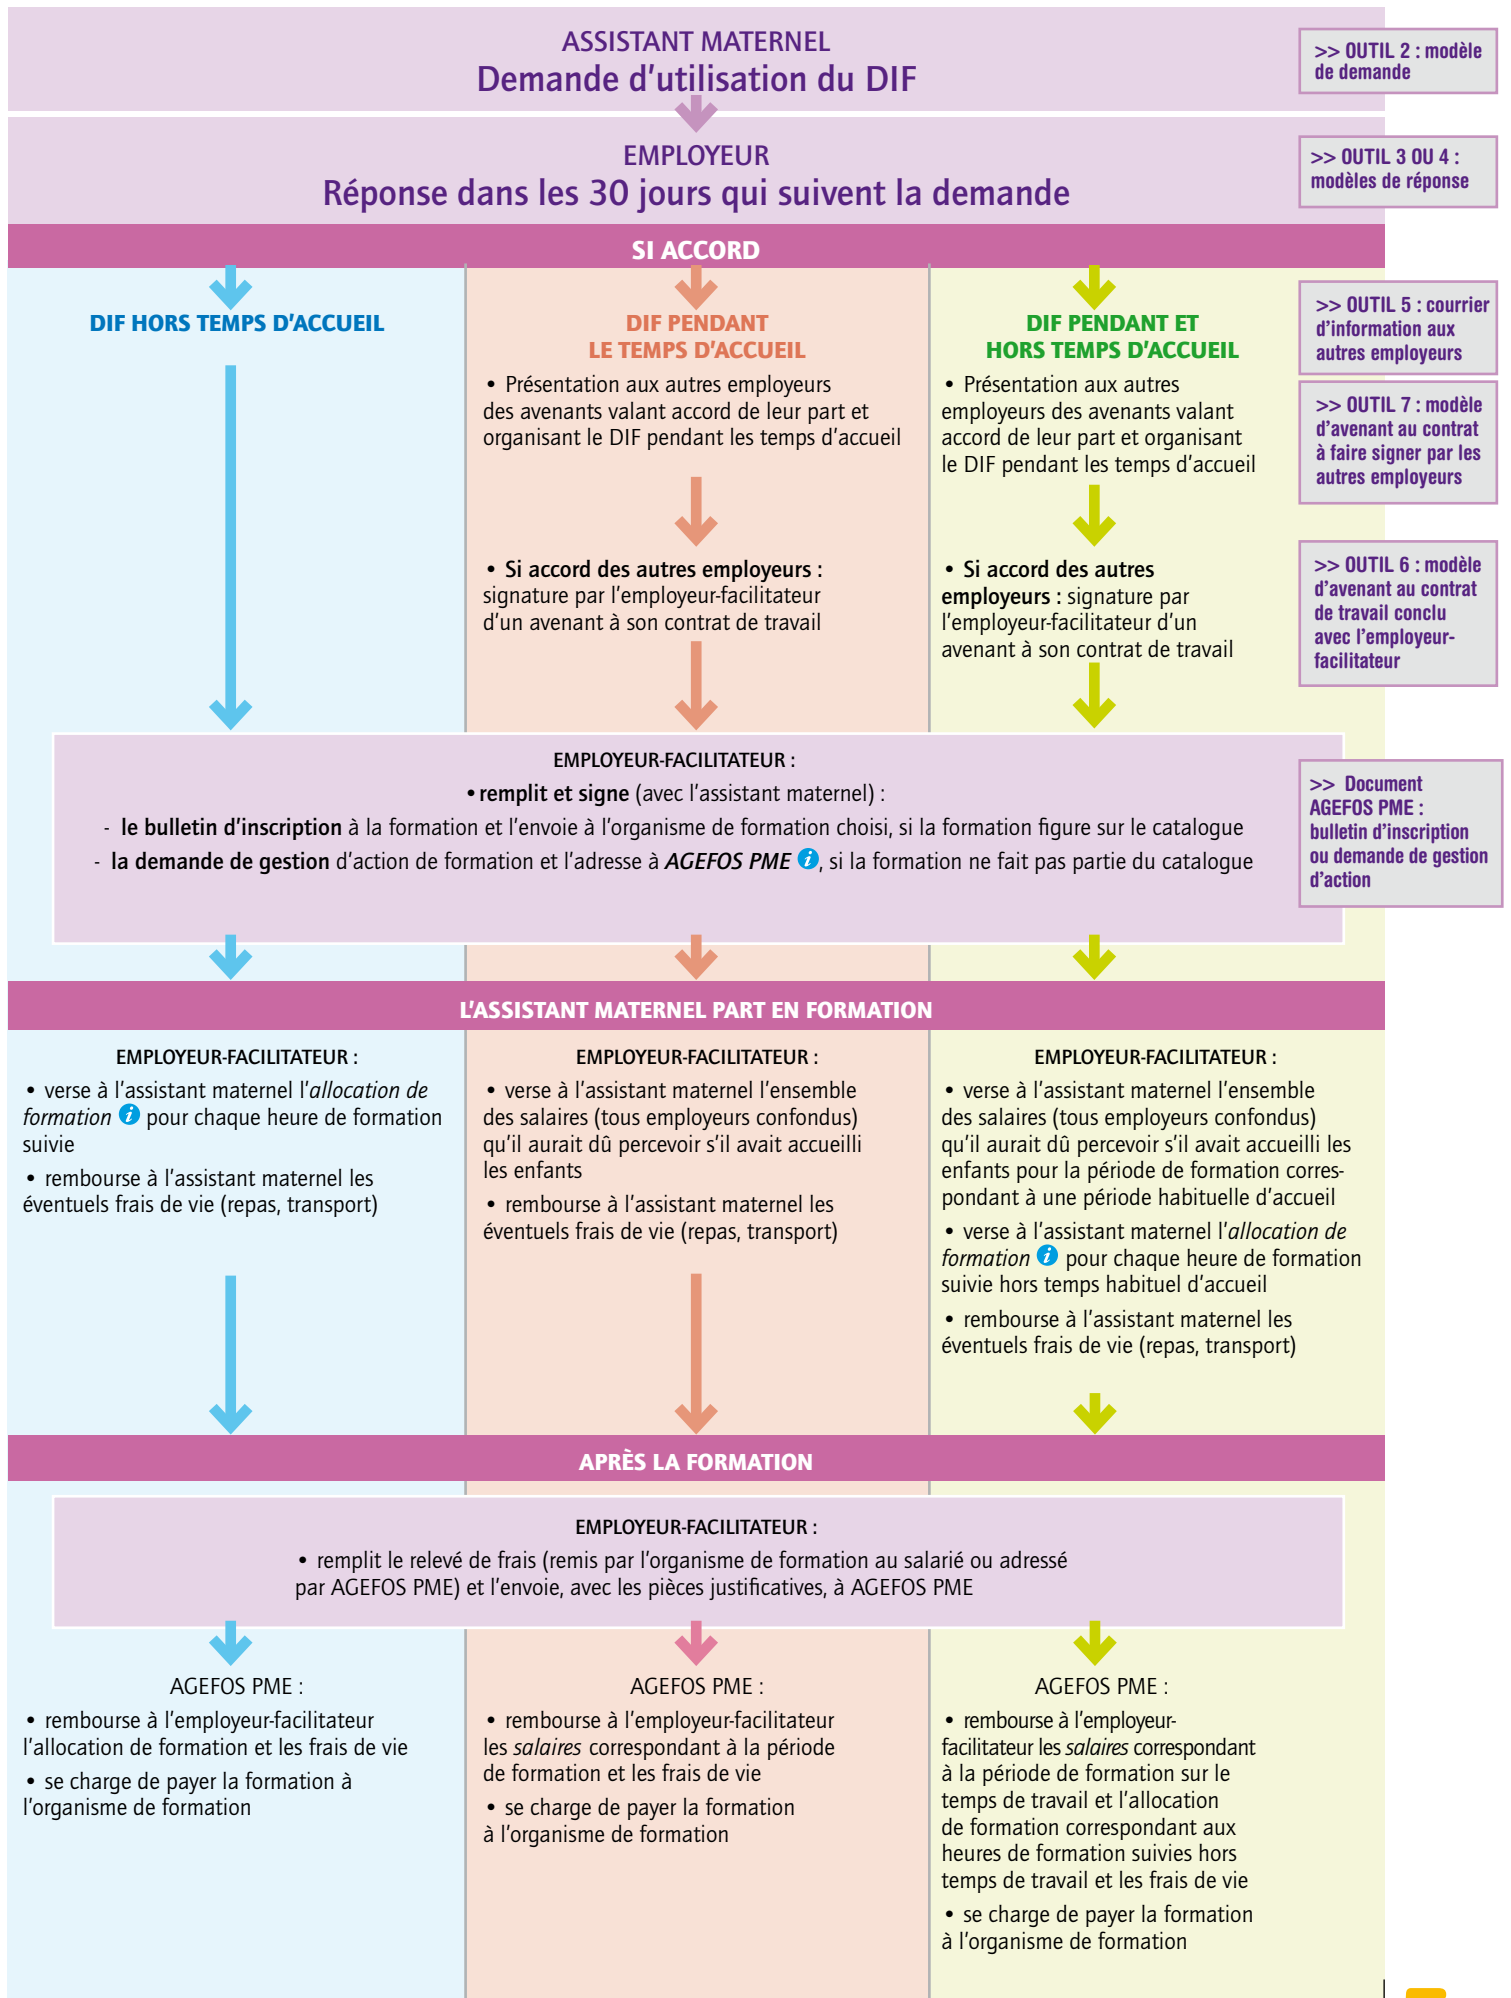 ASSISTANT MATERNEL
Demande d'utilisation du DIF
>> OUTIL 2 : modèle
de demande
EMPLOYEUR
Réponse dans les 30 jours qui suivent la demande
>> OUTIL 3 OU 4 :
modèles de réponse
SI ACCORD
DIF HORS TEMPS D'ACCUEIL
DIF PENDANT
LE TEMPS D'ACCUEIL
• Présentation aux autres employeurs
des avenants valant accord de leur part et
organisant le DIF pendant les temps d'accueil
• Si accord des autres employeurs :
signature par l'employeur-facilitateur
d'un avenant à son contrat de travail
DIF PENDANT ET
HORS TEMPS D'ACCUEIL
• Présentation aux autres
employeurs des avenants valant
accord de leur part et organisant
le DIF pendant les temps d'accueil
• Si accord des autres
employeurs : signature par
l'employeur-facilitateur d'un
avenant à son contrat de travail
>> OUTIL 5 : courrier
d'information aux
autres employeurs
>> OUTIL 7 : modèle
d'avenant au contrat
à faire signer par les
autres employeurs
>> OUTIL 6 : modèle
d'avenant au contrat
de travail conclu
avec l'employeur-
facilitateur
EMPLOYEUR-FACILITATEUR :
• remplit et signe (avec l'assistant maternel) :
- le bulletin d'inscription à la formation et l'envoie à l'organisme de formation choisi, si la formation figure sur le catalogue
- la demande de gestion d'action de formation et l'adresse à AGEFOS PME i, si la formation ne fait pas partie du catalogue
>> Document
AGEFOS PME :
bulletin d'inscription
ou demande de gestion
d'action
L'ASSISTANT MATERNEL PART EN FORMATION
EMPLOYEUR-FACILITATEUR :
• verse à l'assistant maternel l'allocation de
formation i pour chaque heure de formation
suivie
• rembourse à l'assistant maternel les
éventuels frais de vie (repas, transport)
EMPLOYEUR-FACILITATEUR :
• verse à l'assistant maternel l'ensemble
des salaires (tous employeurs confondus)
qu'il aurait dû percevoir s'il avait accueilli
les enfants
• rembourse à l'assistant maternel les
éventuels frais de vie (repas, transport)
EMPLOYEUR-FACILITATEUR :
• verse à l'assistant maternel l'ensemble
des salaires (tous employeurs confondus)
qu'il aurait dû percevoir s'il avait accueilli les
enfants pour la période de formation corres-
pondant à une période habituelle d'accueil
• verse à l'assistant maternel l'allocation de
formation i pour chaque heure de formation
suivie hors temps habituel d'accueil
• rembourse à l'assistant maternel les
éventuels frais de vie (repas, transport)
APRÈS LA FORMATION
EMPLOYEUR-FACILITATEUR :
• remplit le relevé de frais (remis par l'organisme de formation au salarié ou adressé
par AGEFOS PME) et l'envoie, avec les pièces justificatives, à AGEFOS PME
AGEFOS PME :
• rembourse à l'employeur-facilitateur
l'allocation de formation et les frais de vie
• se charge de payer la formation à
l'organisme de formation
AGEFOS PME :
• rembourse à l'employeur-facilitateur
les salaires correspondant à la période
de formation et les frais de vie
• se charge de payer la formation
à l'organisme de formation
AGEFOS PME :
• rembourse à l'employeur-
facilitateur les salaires correspondant
à la période de formation sur le
temps de travail et l'allocation
de formation correspondant aux
heures de formation suivies hors
temps de travail et les frais de vie
• se charge de payer la formation
à l'organisme de formation